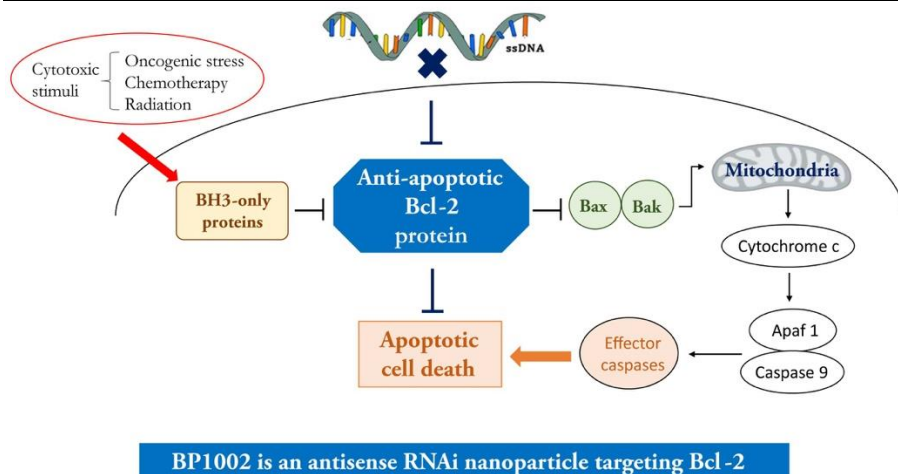 ssDNA
Cytotoxic
stimuli
Oncogenic stress
Chemotherapy
Radiation
BH3-only
proteins
Anti-apoptotic
Bcl-2
protein
Bax
Bak
Mitochondria
Cytochrome c
Apaf 1
Caspase 9
Effector
caspases
Apoptotic
cell death
BP1002 is an antisense RNAi nanoparticle targeting Bcl-2